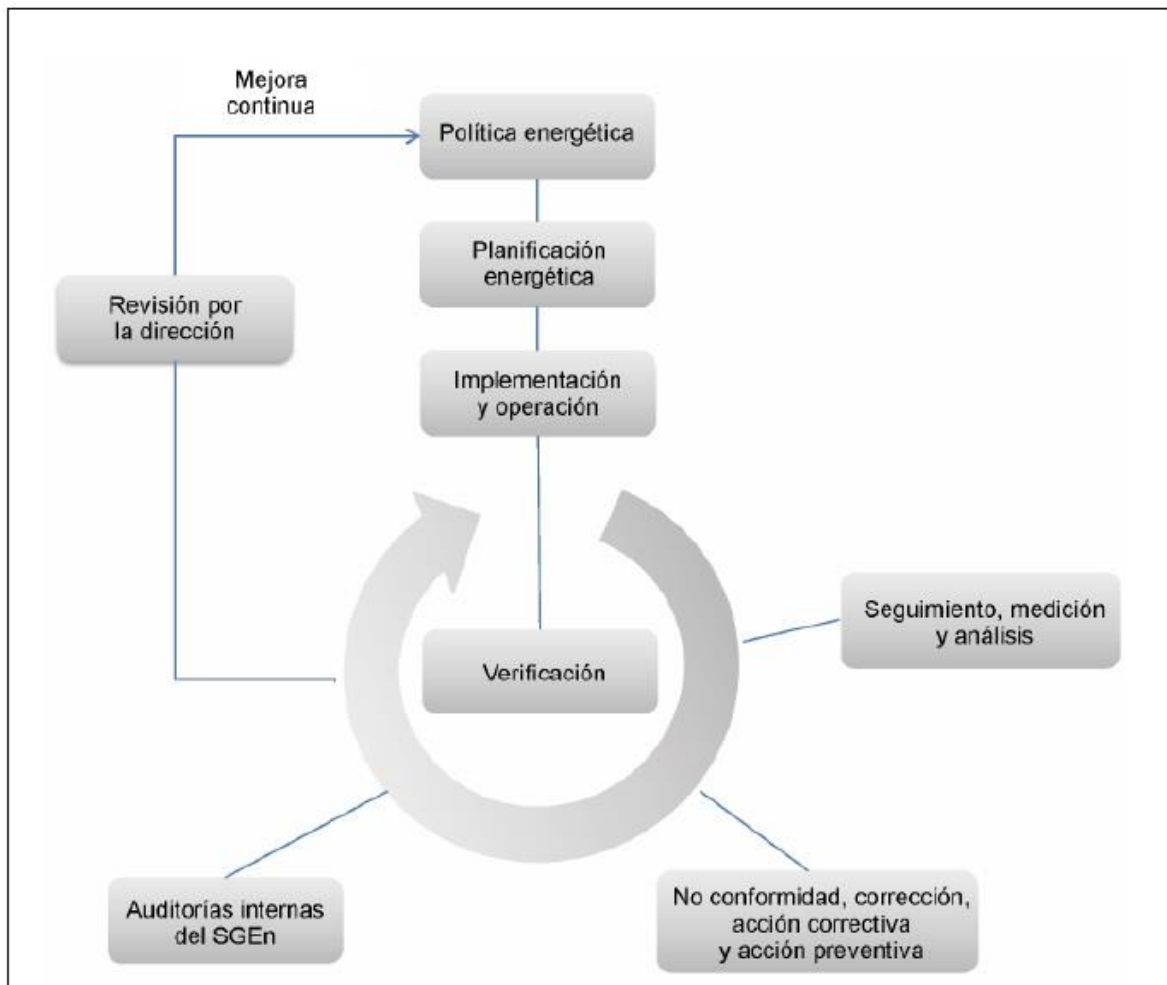 Mejora
continua
Política energética
Planificación
energética
Revisión por
la dirección
Implementación
y operación
Seguimiento, medición
y análisis
Verificación
Auditorías internas
del SGEn
No conformidad, corrección,
acción correctiva
y acción preventiva